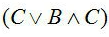 (C ∨ B ∧ C)